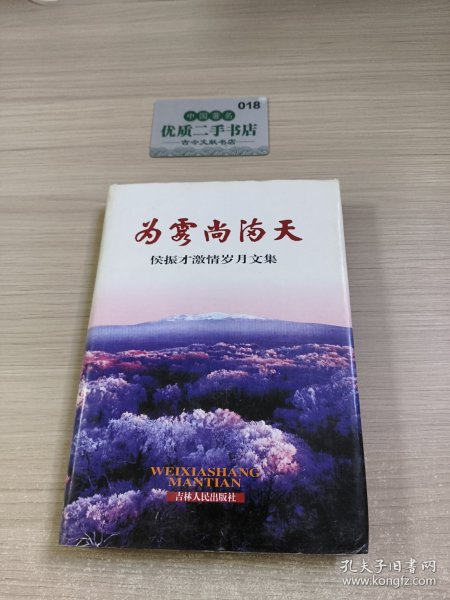 018
中国著名
优质二手书店
古今文献书店
为霞尚满天
侯振才激情岁月文集
WEIXIASHANG
MANTIAN
吉林人民出版社
孔夫子旧书网
www.kongfz.com